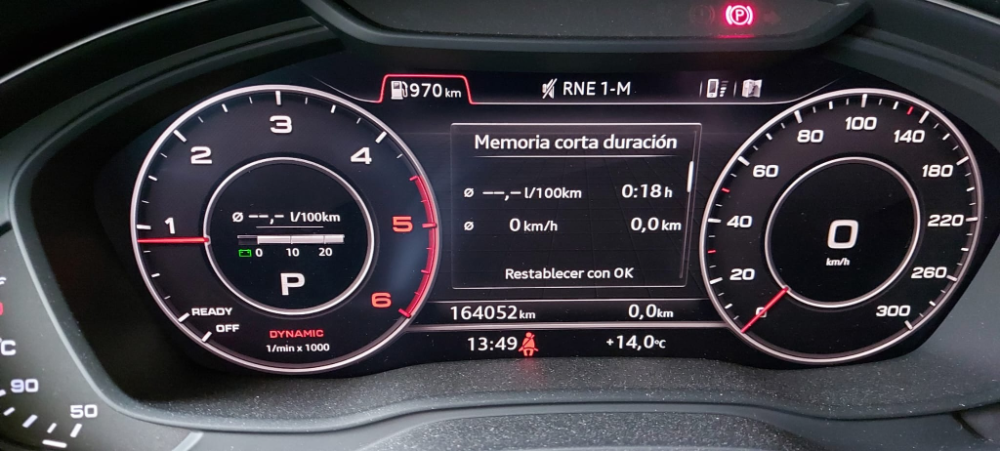 P
970 km
RNE 1-M
1
2
3
4
5
6
Ø --,- l/100km
0 10 20
P
READY
OFF
DYNAMIC
1/min x 1000
Memoria corta duración
Ø --,- l/100km 0:18 h
Ø 0 km/h 0,0 km
Restablecer con OK
164052 km 0,0 km
13:49 +14,0 °C
0
20
40
60
80
100
140
180
220
260
300
0
km/h
°C
90
50